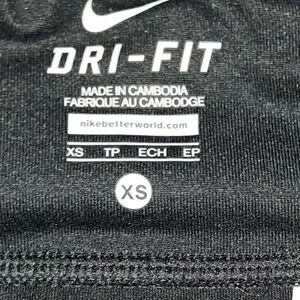 DRI-FIT
MADE IN CAMBODIA
FABRIQUE AU CAMBODGE
nikebetterworld.com
XS TP ECH EP
XS